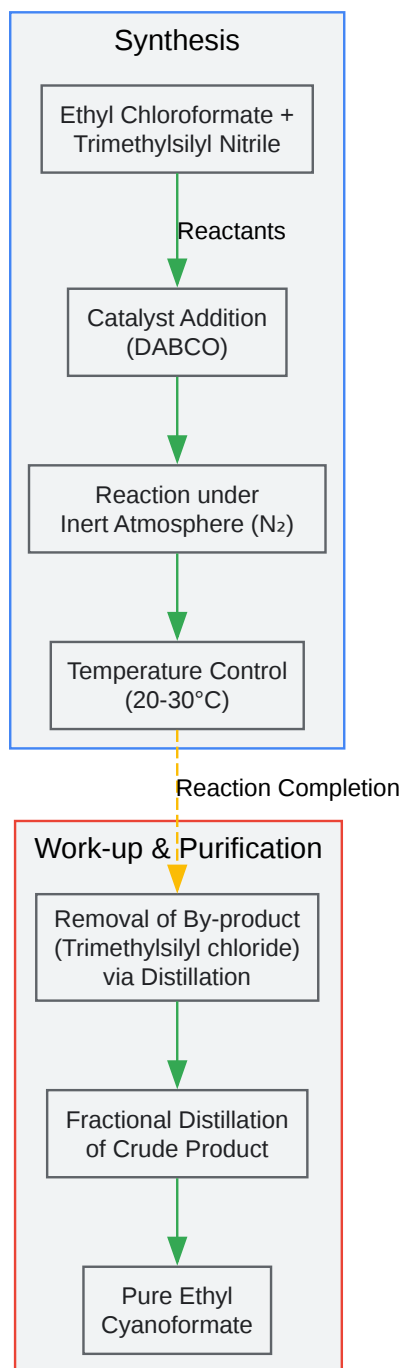 Synthesis
Ethyl Chloroformate +
Trimethylsilyl Nitrile
Reactants
Catalyst Addition
(DABCO)
Reaction under
Inert Atmosphere (N₂)
Temperature Control
(20-30°C)
Reaction Completion
Work-up & Purification
Removal of By-product
(Trimethylsilyl chloride)
via Distillation
Fractional Distillation
of Crude Product
Pure Ethyl
Cyanoformate